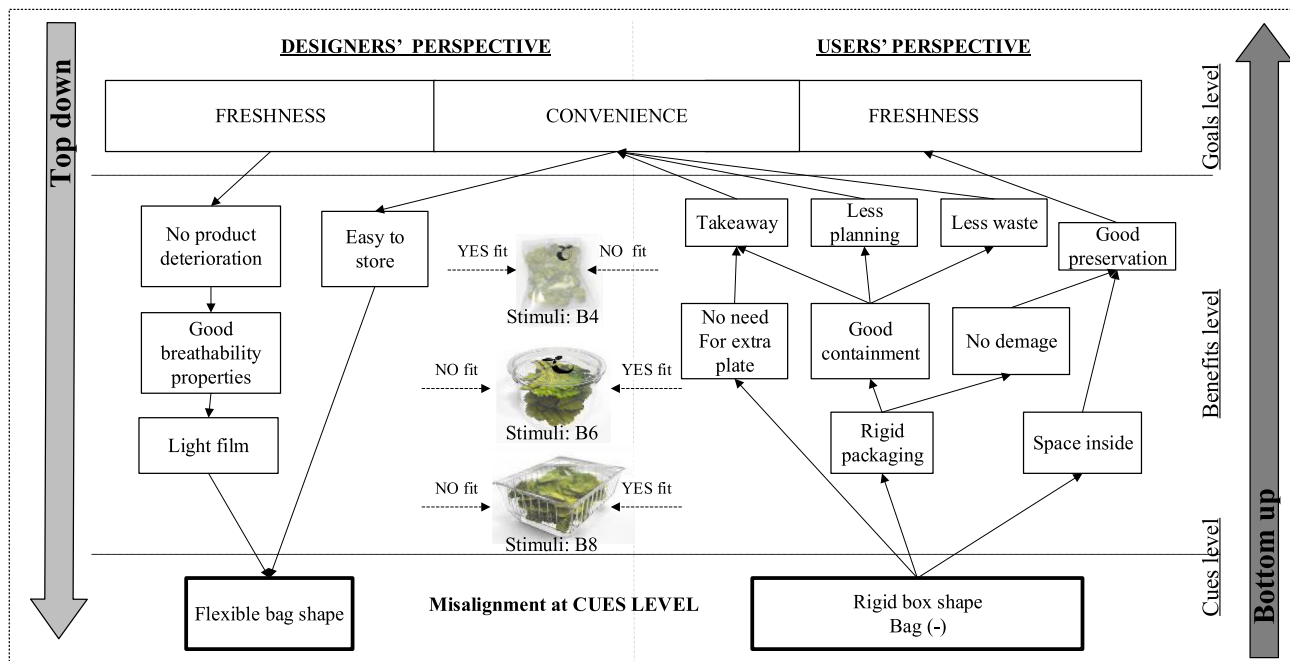 DESIGNERS’ PERSPECTIVE
USERS’ PERSPECTIVE
Top down
FRESHNESS
CONVENIENCE
FRESHNESS
Goals level
No product
deterioration
Easy to
store
Takeaway
Less
planning
Less waste
Good
preservation
YES fit
NO fit
Stimuli: B4
Good
breathability
properties
No need
For extra
plate
Good
containment
No demage
Benefits level
NO fit
YES fit
Stimuli: B6
Light film
Rigid
packaging
Space inside
NO fit
YES fit
Stimuli: B8
Flexible bag shape
Misalignment at CUES LEVEL
Rigid box shape
Bag (-)
Cues level
Bottom up